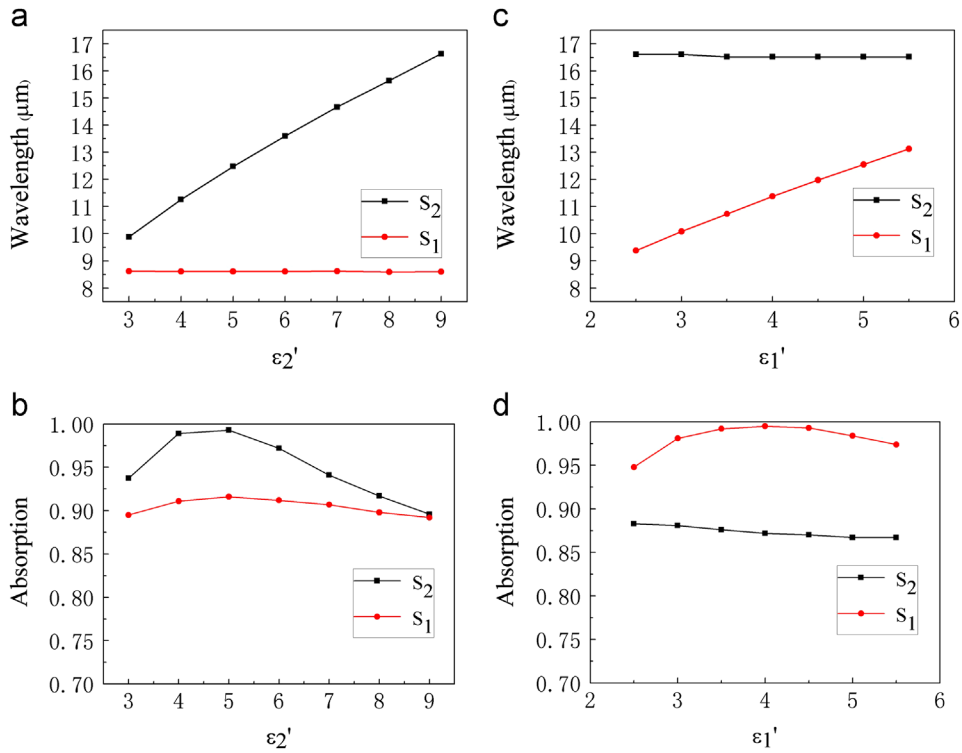 a
Wavelength (μm)
17
16
15
14
13
12
11
10
9
8
S2
S1
3 4 5 6 7 8 9
ε2'
c
Wavelength (μm)
17
16
15
14
13
12
11
10
9
8
S2
S1
2 3 4 5 6
ε1'
b
Absorption
1.00
0.95
0.90
0.85
0.80
0.75
0.70
S2
S1
3 4 5 6 7 8 9
ε2'
d
Absorption
1.00
0.95
0.90
0.85
0.80
0.75
0.70
S2
S1
2 3 4 5 6
ε1'